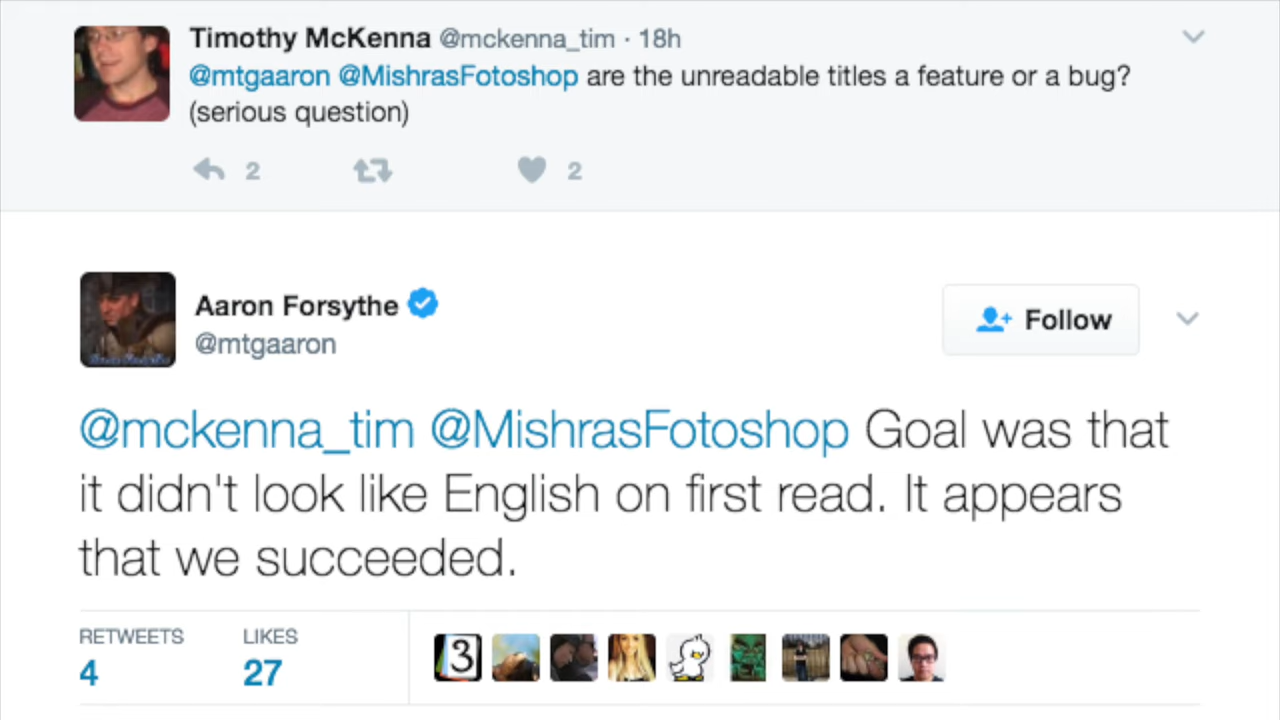 Timothy McKenna @mckenna_tim · 18h
@mtgaaron @MishrasFotoshop are the unreadable titles a feature or a bug?
(serious question)
2 2
Aaron Forsythe
@mtgaaron
Follow
@mckenna_tim @MishrasFotoshop Goal was that
it didn't look like English on first read. It appears
that we succeeded.
RETWEETS LIKES
4 27
3